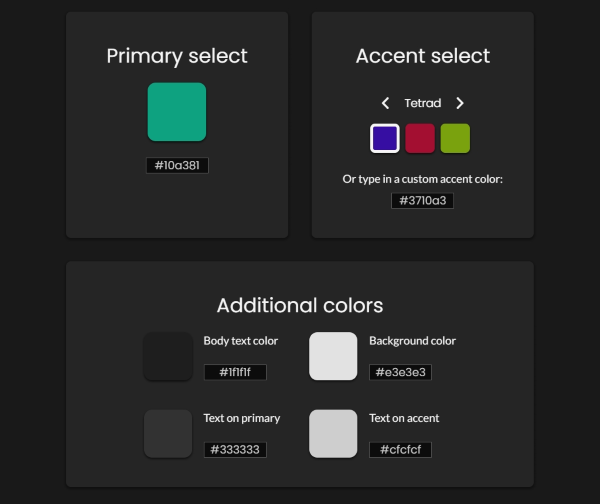 Primary select
#10a381
Accent select
Tetrad
Or type in a custom accent color:
#3710a3
Additional colors
Body text color
#1f1f1f
Background color
#e3e3e3
Text on primary
#333333
Text on accent
#cfcfcf